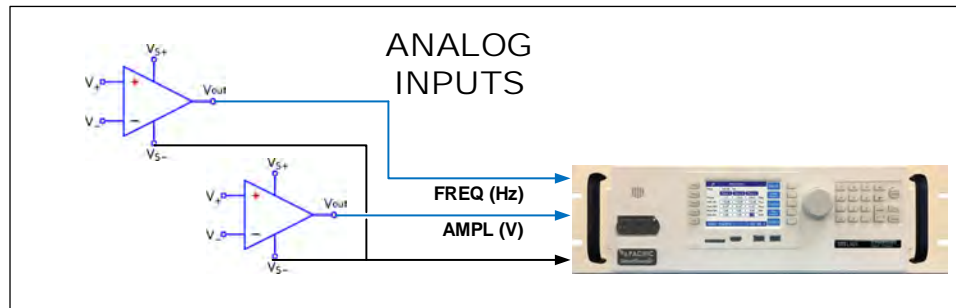 ANALOG
INPUTS
VS+
V+
+
Vout
V-
−
VS-
VS+
V+
+
Vout
V-
−
VS-
FREQ (Hz)
AMPL (V)
PACIFIC